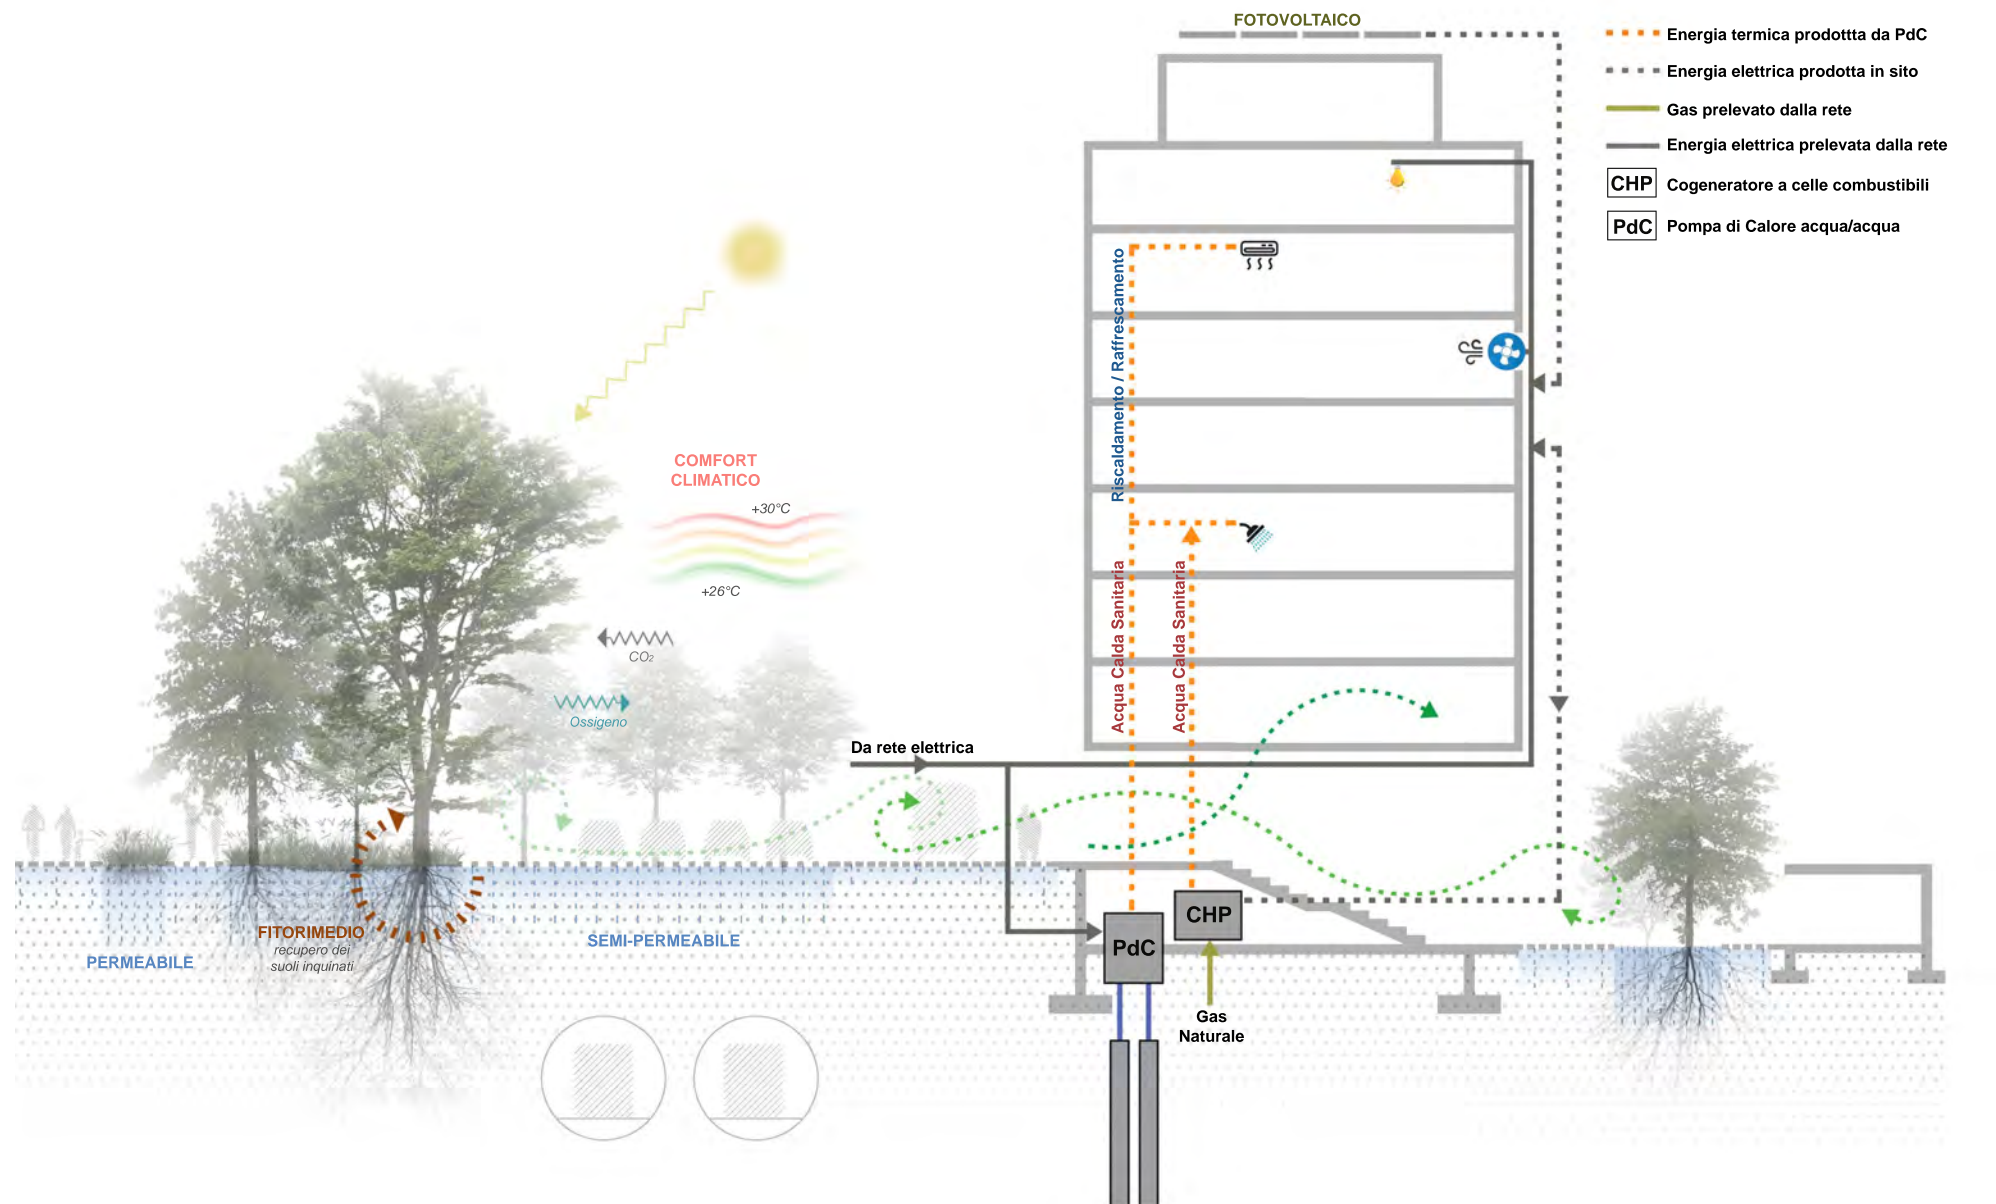 FOTOVOLTAICO
Energia termica prodottta da PdC
Energia elettrica prodotta in sito
Gas prelevato dalla rete
Energia elettrica prelevata dalla rete
CHP Cogeneratore a celle combustibili
PdC Pompa di Calore acqua/acqua
Riscaldamento / Raffrescamento
COMFORT
CLIMATICO
+30°C
+26°C
CO₂
Ossigeno
Acqua Calda Sanitaria
Acqua Calda Sanitaria
Da rete elettrica
FITORIMEDIO
recupero dei
suoli inquinati
PERMEABILE
SEMI-PERMEABILE
CHP
PdC
Gas
Naturale